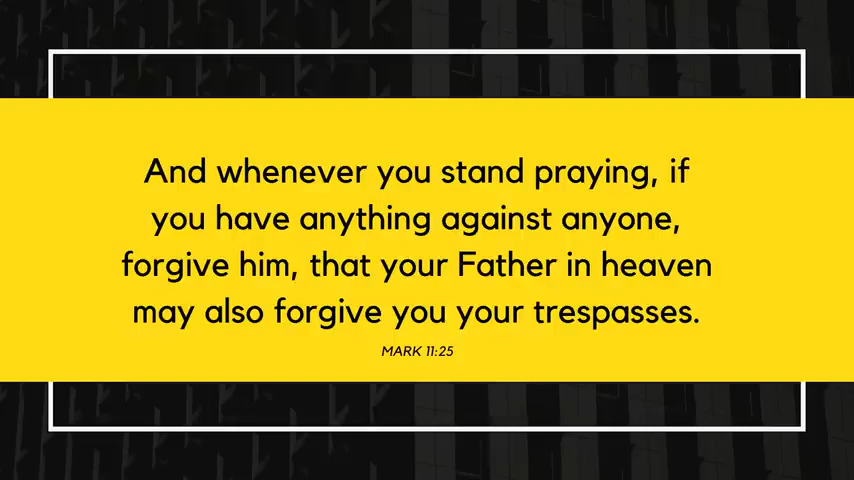 And whenever you stand praying, if
you have anything against anyone,
forgive him, that your Father in heaven
may also forgive you your trespasses.
MARK 11:25